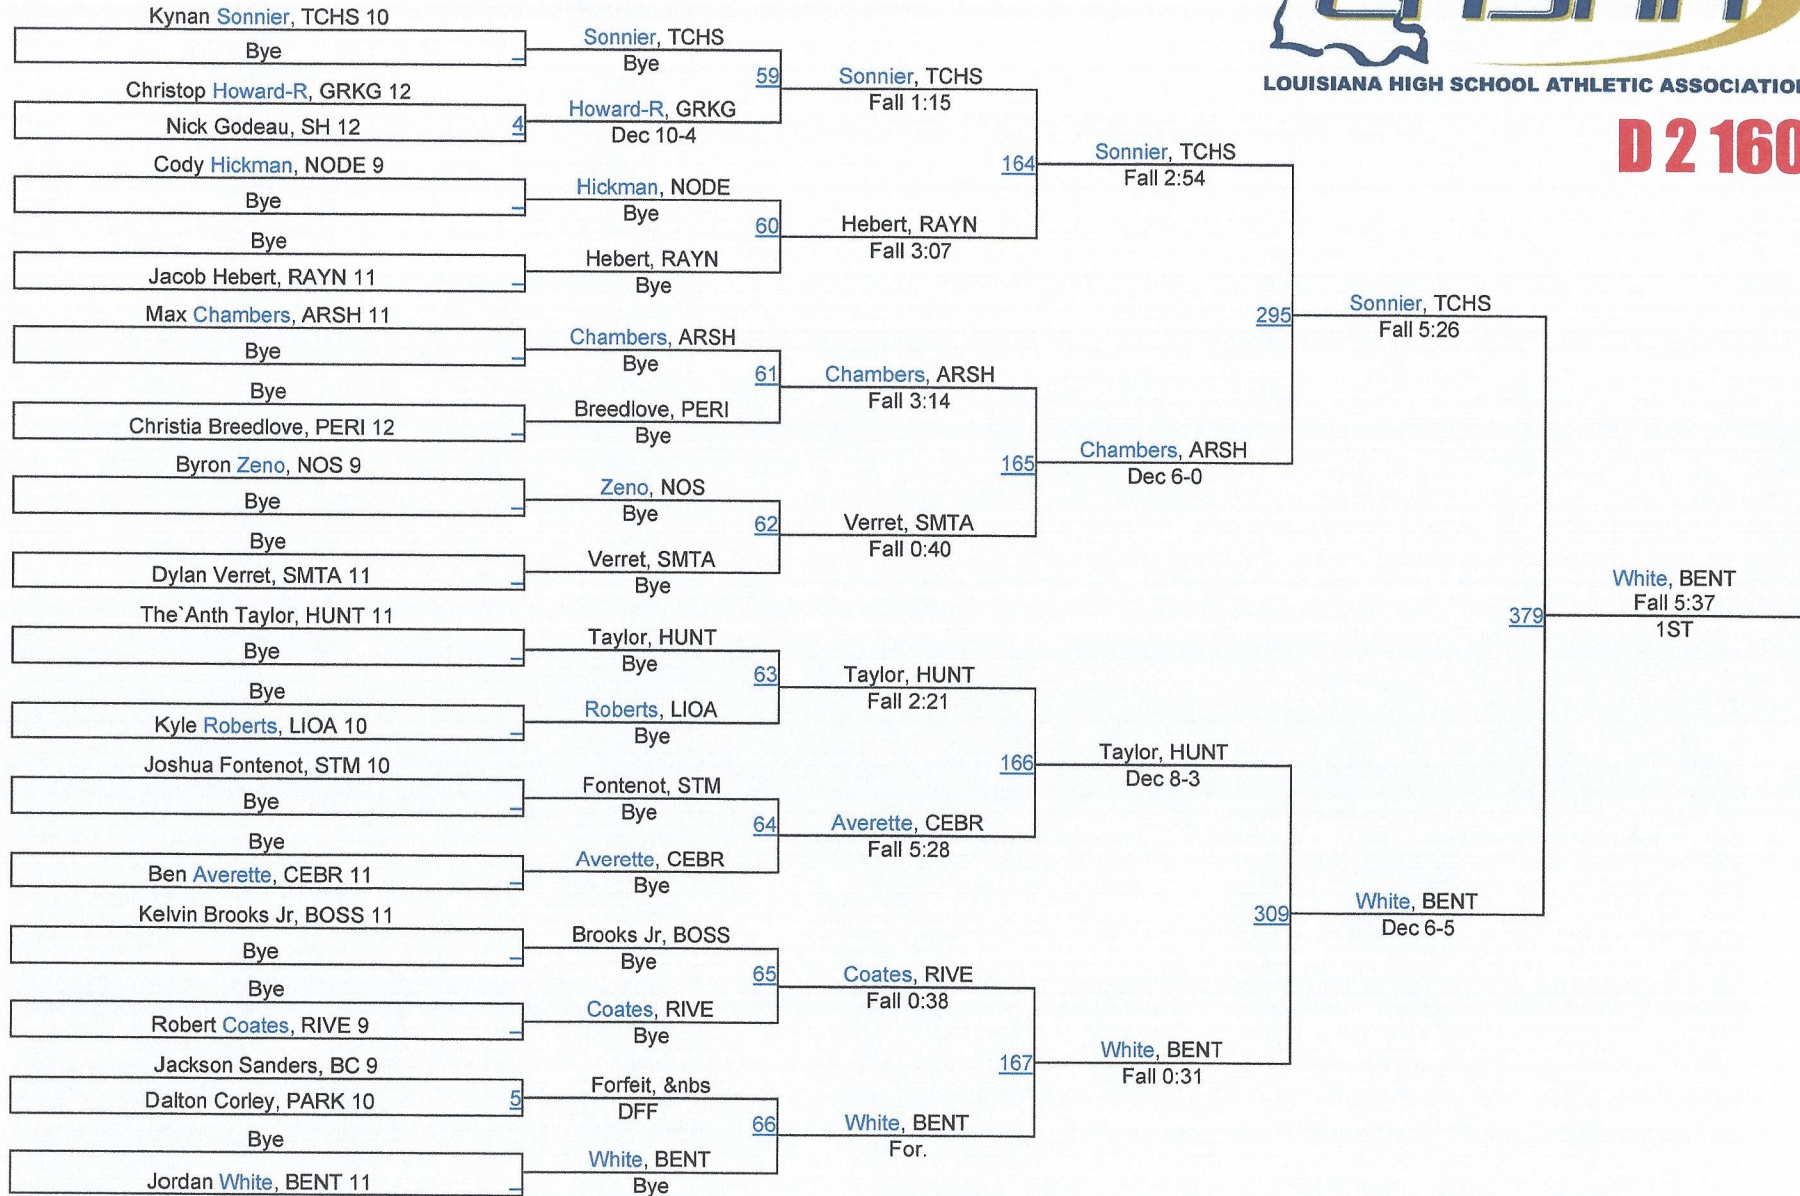 Kynan Sonnier, TCHS 10
Bye
Christop Howard-R, GRKG 12
Nick Godeau, SH 12
4
Cody Hickman, NODE 9
Bye
Bye
Jacob Hebert, RAYN 11
Max Chambers, ARSH 11
Bye
Bye
Christia Breedlove, PERI 12
Byron Zeno, NOS 9
Bye
Bye
Dylan Verret, SMTA 11
The`Anth Taylor, HUNT 11
Bye
Bye
Kyle Roberts, LIOA 10
Joshua Fontenot, STM 10
Bye
Bye
Ben Averette, CEBR 11
Kelvin Brooks Jr, BOSS 11
Bye
Bye
Robert Coates, RIVE 9
Jackson Sanders, BC 9
Dalton Corley, PARK 10
5
Bye
Jordan White, BENT 11
Sonnier, TCHS
Bye
59
Howard-R, GRKG
Dec 10-4
Hickman, NODE
Bye
60
Hebert, RAYN
Bye
Chambers, ARSH
Bye
61
Breedlove, PERI
Bye
Zeno, NOS
Bye
62
Verret, SMTA
Bye
Taylor, HUNT
Bye
63
Roberts, LIOA
Bye
Fontenot, STM
Bye
64
Averette, CEBR
Bye
Brooks Jr, BOSS
Bye
65
Coates, RIVE
Bye
Forfeit, &nbs
DFF
66
White, BENT
Bye
Sonnier, TCHS
Fall 1:15
164
Hebert, RAYN
Fall 3:07
Chambers, ARSH
Fall 3:14
165
Verret, SMTA
Fall 0:40
Taylor, HUNT
Fall 2:21
166
Averette, CEBR
Fall 5:28
Coates, RIVE
Fall 0:38
167
White, BENT
For.
Sonnier, TCHS
Fall 2:54
295
Chambers, ARSH
Dec 6-0
Taylor, HUNT
Dec 8-3
309
White, BENT
Fall 0:31
Sonnier, TCHS
Fall 5:26
379
White, BENT
Dec 6-5
White, BENT
Fall 5:37
1ST
LOUISIANA HIGH SCHOOL ATHLETIC ASSOCIATION
D 2 160